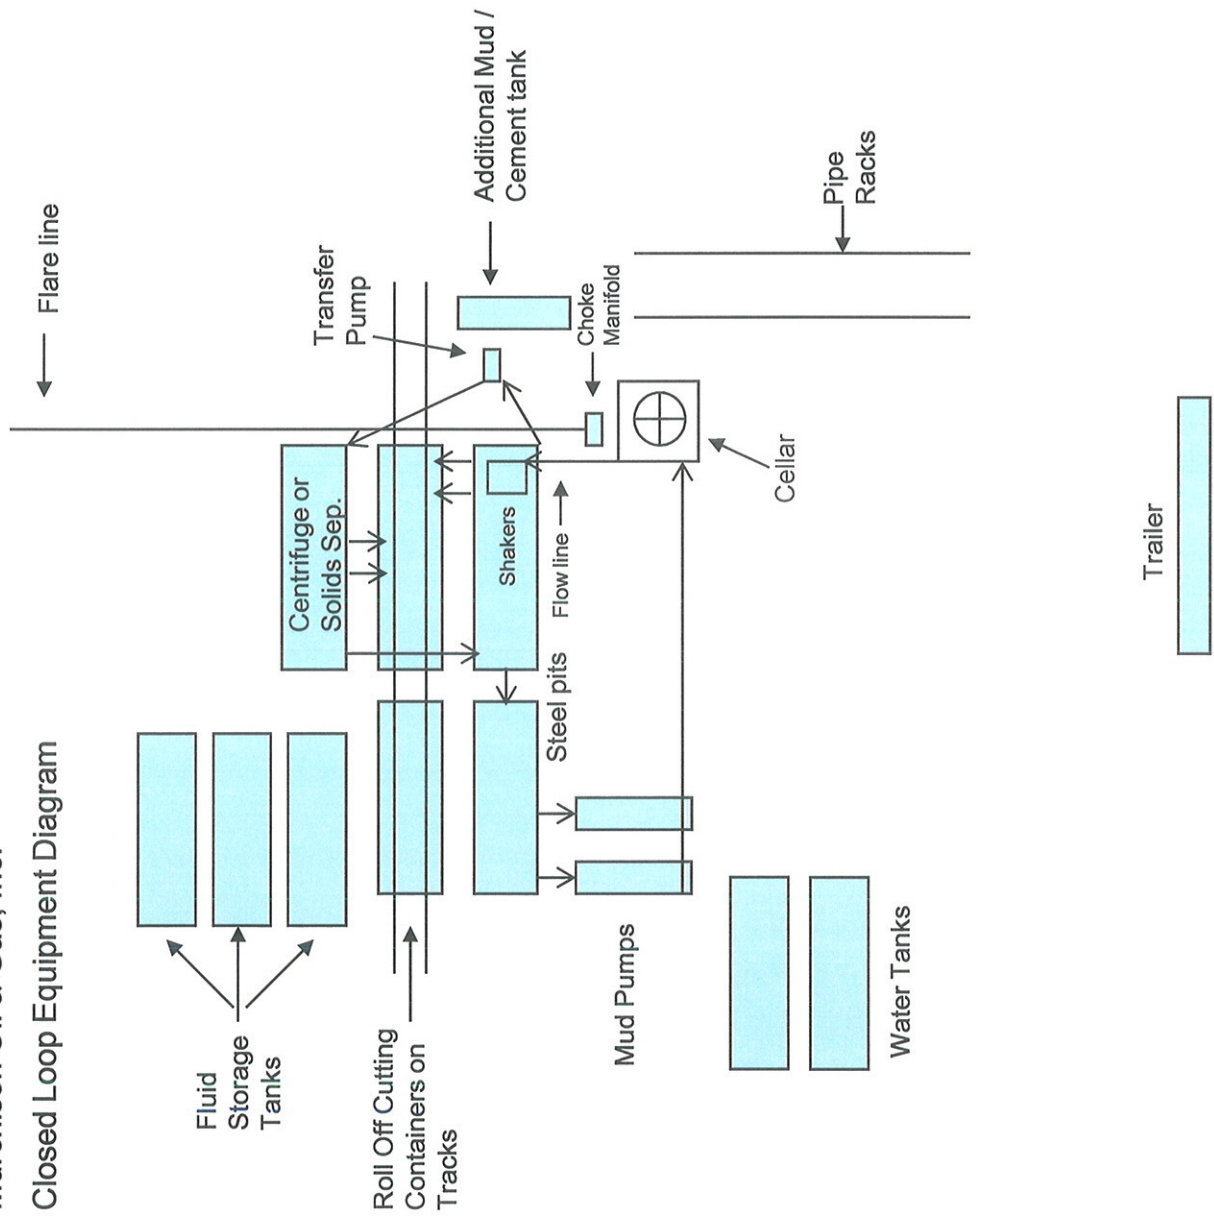 Closed Loop Equipment Diagram
Flare line
Fluid
Storage
Tanks
Centrifuge or
Solids Sep.
Transfer
Pump
Roll Off Cutting
Containers on
Tracks
Additional Mud /
Cement tank
Shakers
Flow line
Steel pits
Choke
Manifold
Mud Pumps
Cellar
Pipe
Racks
Water Tanks
Trailer